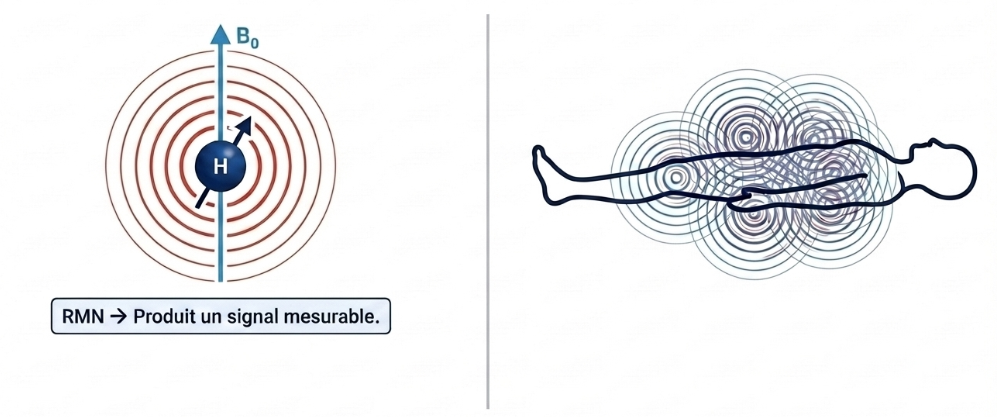 B₀
H
RMN → Produit un signal mesurable.